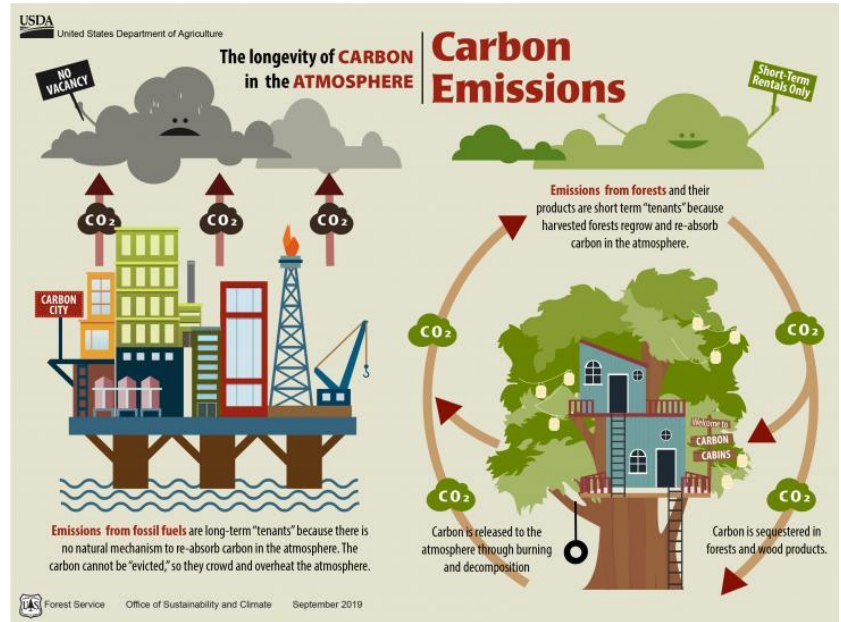 USDA
United States Department of Agriculture
The longevity of CARBON
in the ATMOSPHERE
Carbon
Emissions
NO
VACANCY
Short-Term
Rentals Only
CO₂
CO₂
CO₂
CARBON
CITY
Emissions from fossil fuels are long-term "tenants" because there is
no natural mechanism to re-absorb carbon in the atmosphere. The
carbon cannot be "evicted," so they crowd and overheat the atmosphere.
Emissions from forests and their
products are short term "tenants" because
harvested forests regrow and re-absorb
carbon in the atmosphere.
CO₂
CO₂
Welcome to
CARBON
CABINS
CO₂
CO₂
Carbon is released to the
atmosphere through burning
and decomposition
Carbon is sequestered in
forests and wood products.
UAS
Forest Service Office of Sustainability and Climate September 2019